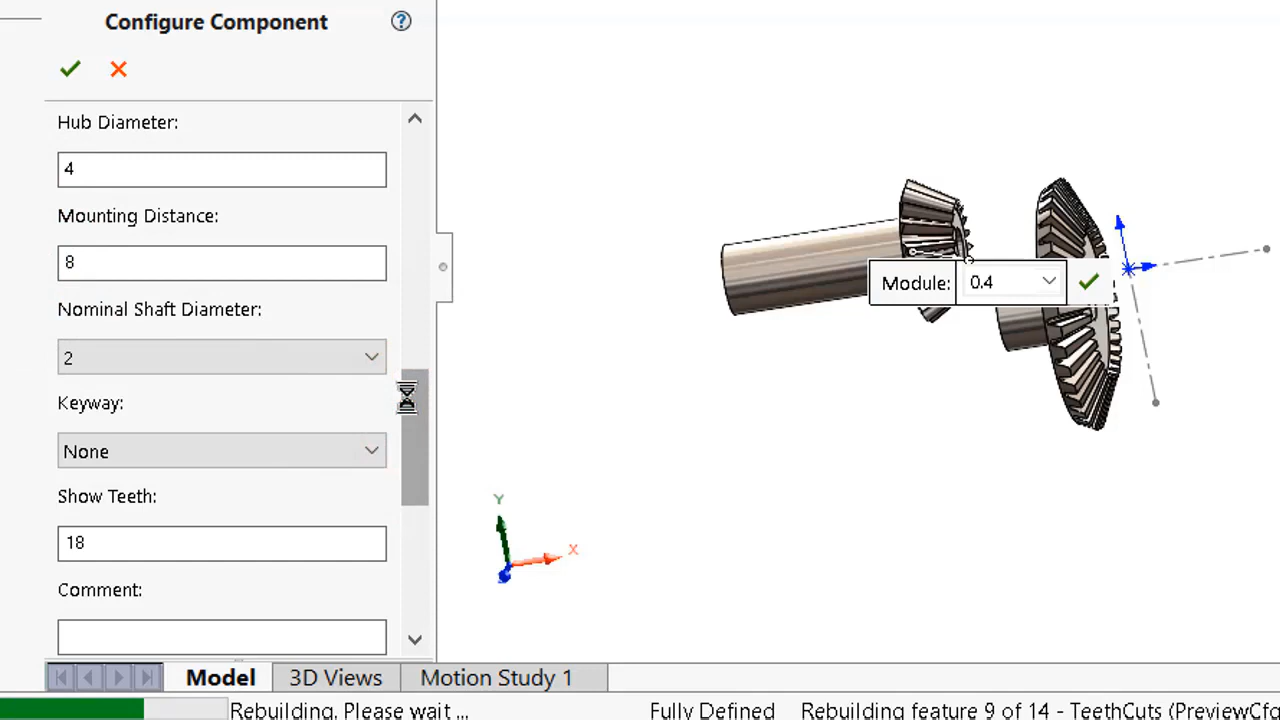 Configure Component
?
Hub Diameter:
4
Mounting Distance:
8
Nominal Shaft Diameter:
2
Keyway:
None
Show Teeth:
18
Comment:
Module: 0.4
Y
X
Model 3D Views Motion Study 1
Rebuilding. Please wait ... Fully Defined Rebuilding feature 9 of 14 - TeethCuts (PreviewCfg